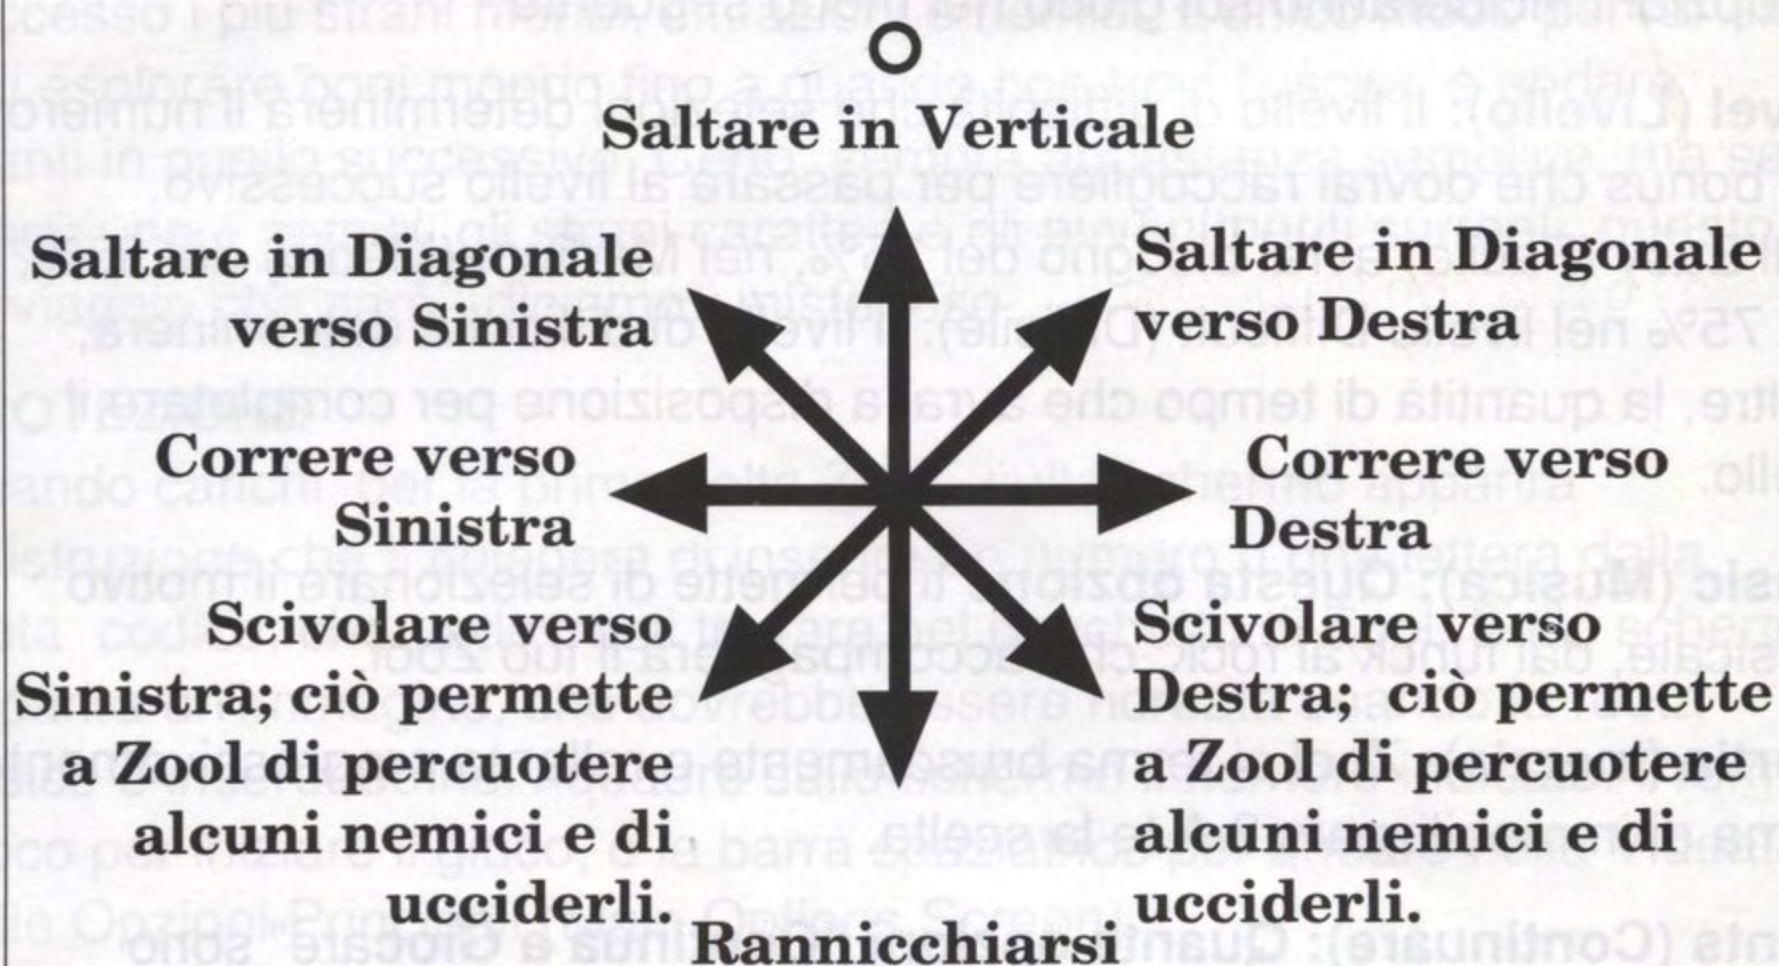 Saltare in Verticale
Saltare in Diagonale
verso Sinistra
Saltare in Diagonale
verso Destra
Correre verso
Sinistra
Correre verso
Destra
Scivolare verso
Sinistra; ciò permette
a Zool di percuotere
alcuni nemici e di
ucciderli.
Scivolare verso
Destra; ciò permette
a Zool di percuotere
alcuni nemici e di
ucciderli.
Rannicchiarsi